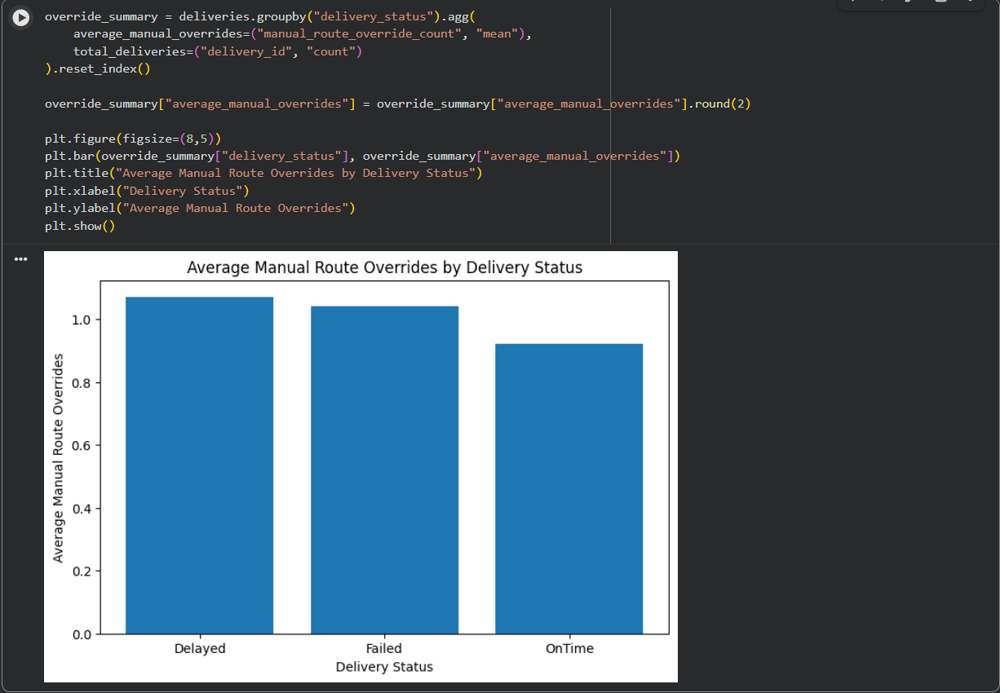 override_summary = deliveries.groupby("delivery_status").agg(
    average_manual_overrides=("manual_route_override_count", "mean"),
    total_deliveries=("delivery_id", "count")
).reset_index()
override_summary["average_manual_overrides"] = override_summary["average_manual_overrides"].round(2)
plt.figure(figsize=(8,5))
plt.bar(override_summary["delivery_status"], override_summary["average_manual_overrides"])
plt.title("Average Manual Route Overrides by Delivery Status")
plt.xlabel("Delivery Status")
plt.ylabel("Average Manual Route Overrides")
plt.show()
Average Manual Route Overrides by Delivery Status
Average Manual Route Overrides
1.0
0.8
0.6
0.4
0.2
0.0
Delayed Failed OnTime
Delivery Status